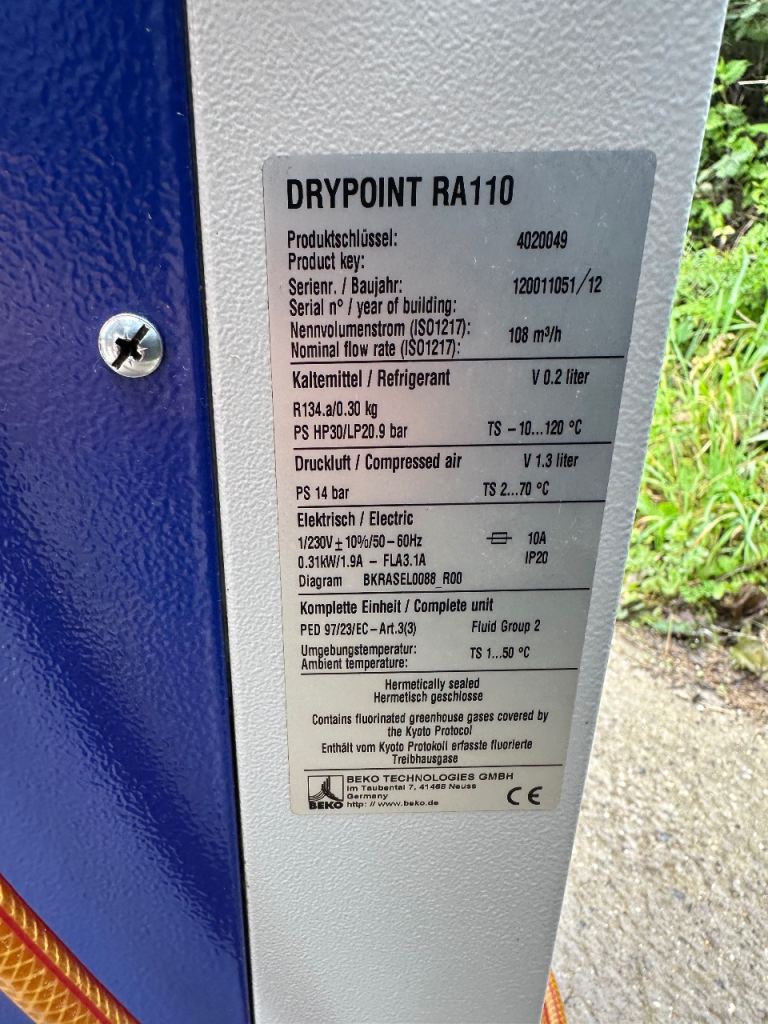 DRYPOINT RA110
Produktschlüssel: 4020049
Product key:
Serienr. / Baujahr: 120011051/12
Serial nº / year of building:
Nennvolumenstrom (ISO1217): 108 m³/h
Nominal flow rate (ISO1217):
Kaltemittel / Refrigerant V 0.2 liter
R134.a/0.30 kg
PS HP30/LP20.9 bar TS – 10...120 ºC
Druckluft / Compressed air V 1.3 liter
PS 14 bar TS 2...70 ºC
Elektrisch / Electric
1/230V ± 10%/50 – 60Hz 10A
0.31kW/1.9A – FLA3.1A IP20
Diagram BKRASEL0088_R00
Komplette Einheit / Complete unit
PED 97/23/EC – Art.3(3) Fluid Group 2
Umgebungstemperatur: TS 1...50 ºC
Ambient temperature:
Hermetically sealed
Hermetisch geschlosse
Contains fluorinated greenhouse gases covered by
the Kyoto Protocol
Enthält vom Kyoto Protokoll erfasste fluorierte
Treibhausgase
BEKO TECHNOLOGIES GMBH
Im Taubental 7, 41468 Neuss
Germany
BEKO http: // www.beko.de CE